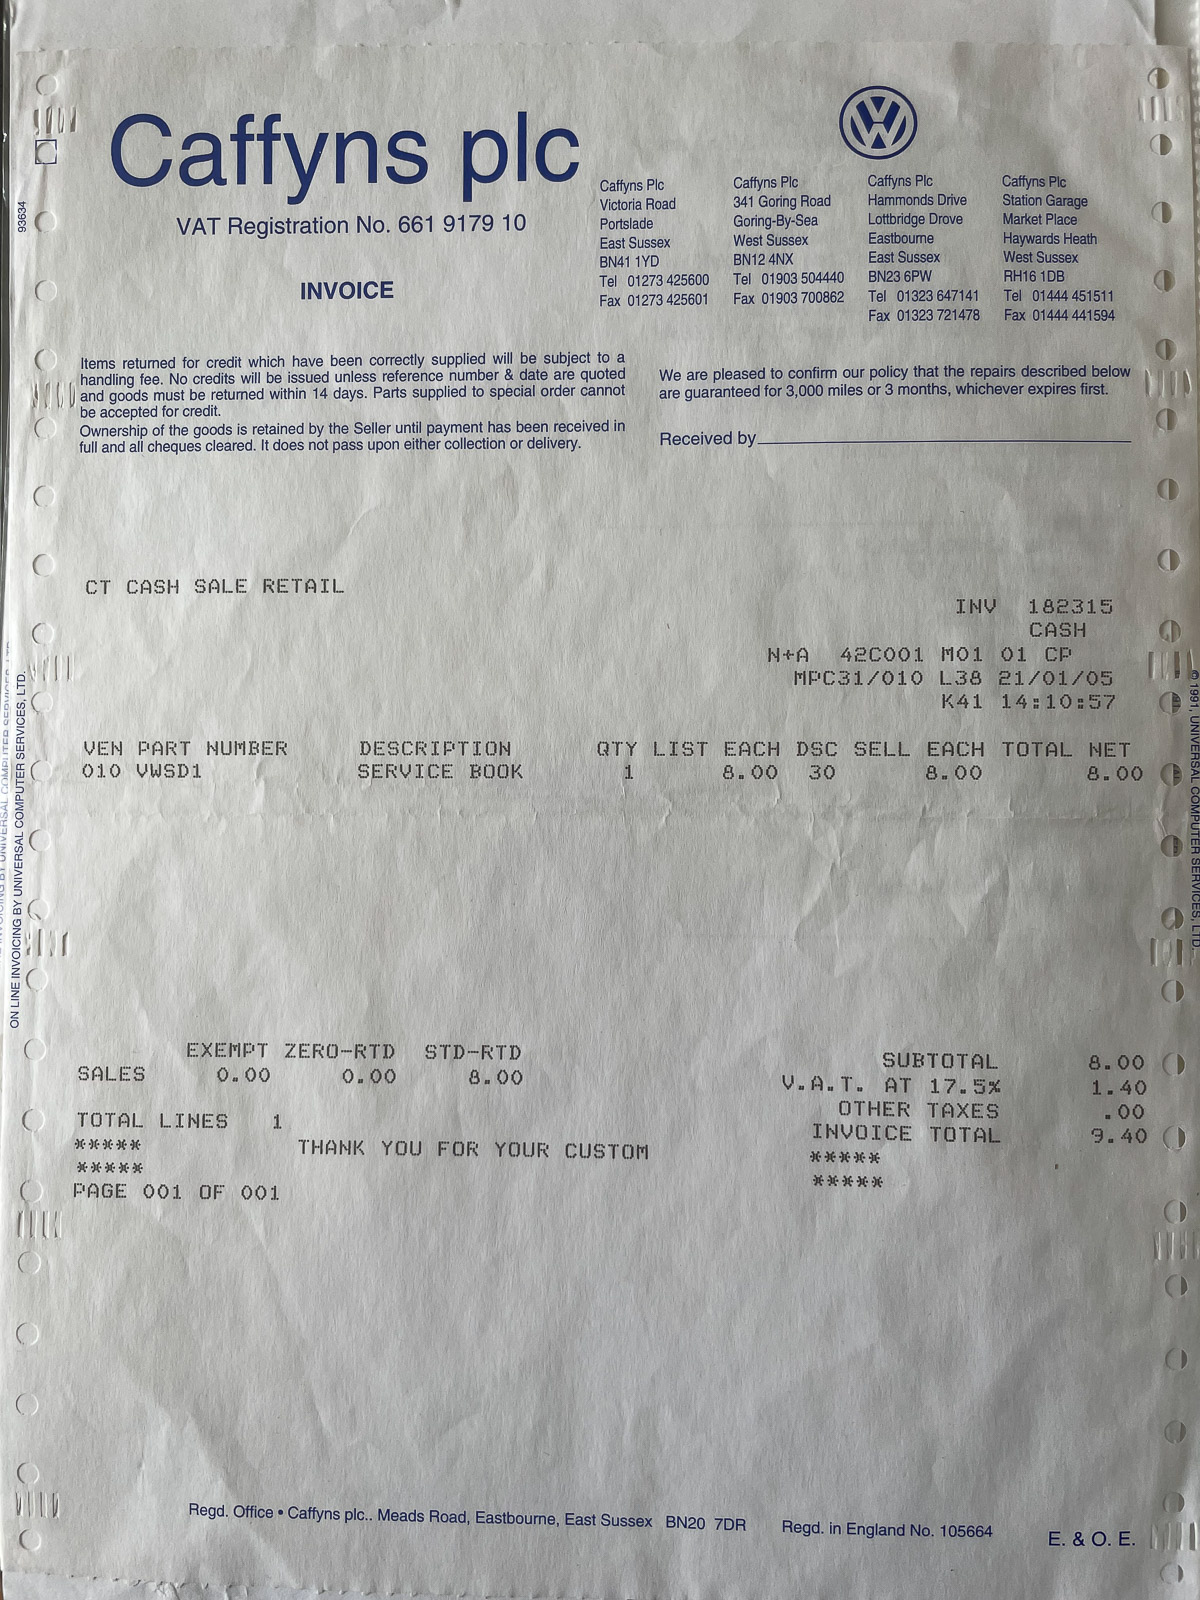 Caffyns plc
VAT Registration No. 661 9179 10
INVOICE
Caffyns Plc
Victoria Road
Portslade
East Sussex
BN41 1YD
Tel 01273 425600
Fax 01273 425601
Caffyns Plc
341 Goring Road
Goring-By-Sea
West Sussex
BN12 4NX
Tel 01903 504440
Fax 01903 700862
Caffyns Plc
Hammonds Drive
Lottbridge Drove
Eastbourne
East Sussex
BN23 6PW
Tel 01323 647141
Fax 01323 721478
Caffyns Plc
Station Garage
Market Place
Haywards Heath
West Sussex
RH16 1DB
Tel 01444 451511
Fax 01444 441594
93634
Items returned for credit which have been correctly supplied will be subject to a
handling fee. No credits will be issued unless reference number & date are quoted
and goods must be returned within 14 days. Parts supplied to special order cannot
be accepted for credit.
Ownership of the goods is retained by the Seller until payment has been received in
full and all cheques cleared. It does not pass upon either collection or delivery.
We are pleased to confirm our policy that the repairs described below
are guaranteed for 3,000 miles or 3 months, whichever expires first.
Received by
CT CASH SALE RETAIL
INV 182315
CASH
N+A 42C001 M01 01 CP
MPC31/010 L38 21/01/05
K41 14:10:57
VEN PART NUMBER DESCRIPTION QTY LIST EACH DSC SELL EACH TOTAL NET
010 VWSD1 SERVICE BOOK 1 8.00 30 8.00 8.00
EXEMPT ZERO-RTD STD-RTD
SALES 0.00 0.00 8.00
TOTAL LINES 1
*****
THANK YOU FOR YOUR CUSTOM
*****
PAGE 001 OF 001
SUBTOTAL 8.00
V.A.T. AT 17.5% 1.40
OTHER TAXES .00
INVOICE TOTAL 9.40
*****
*****
ON LINE INVOICING BY UNIVERSAL COMPUTER SERVICES, LTD.
© 1991, UNIVERSAL COMPUTER SERVICES, LTD.
Regd. Office • Caffyns plc.. Meads Road, Eastbourne, East Sussex BN20 7DR Regd. in England No. 105664
E. & O. E.